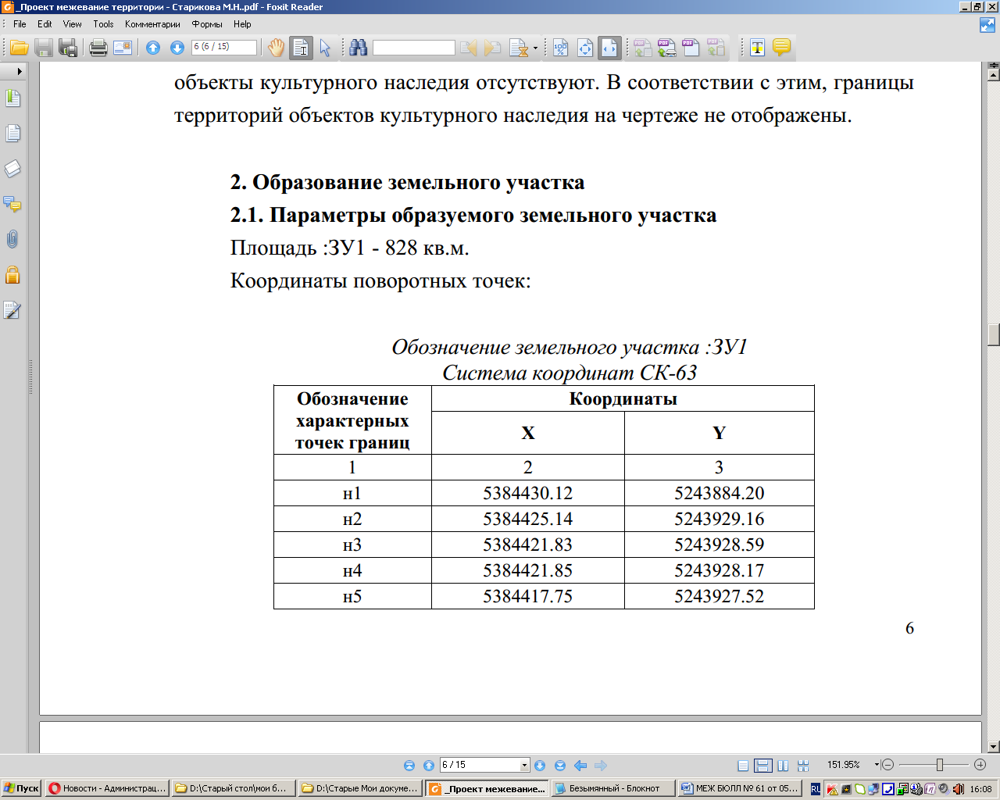 _Проект межевание территории - Старикова М.Н..pdf - Foxit Reader
File Edit View Tools Комментарии Формы Help
6 (6 / 15)
объекты культурного наследия отсутствуют. В соответствии с этим, границы
территорий объектов культурного наследия на чертеже не отображены.
2. Образование земельного участка
2.1. Параметры образуемого земельного участка
Площадь :ЗУ1 - 828 кв.м.
Координаты поворотных точек:
Обозначение земельного участка :ЗУ1
Система координат СК-63
Обозначение характерных точек границ Координаты
X Y
1 2 3
н1 5384430.12 5243884.20
н2 5384425.14 5243929.16
н3 5384421.83 5243928.59
н4 5384421.85 5243928.17
н5 5384417.75 5243927.52
6
6 / 15 151.95%
Пуск Новости - Администрац... D:\Старый стол\мои б... D:\Старые Мои докуме... _Проект межевание... Безымянный - Блокнот МЕЖ БЮЛЛ № 61 от 05... RL 16:08